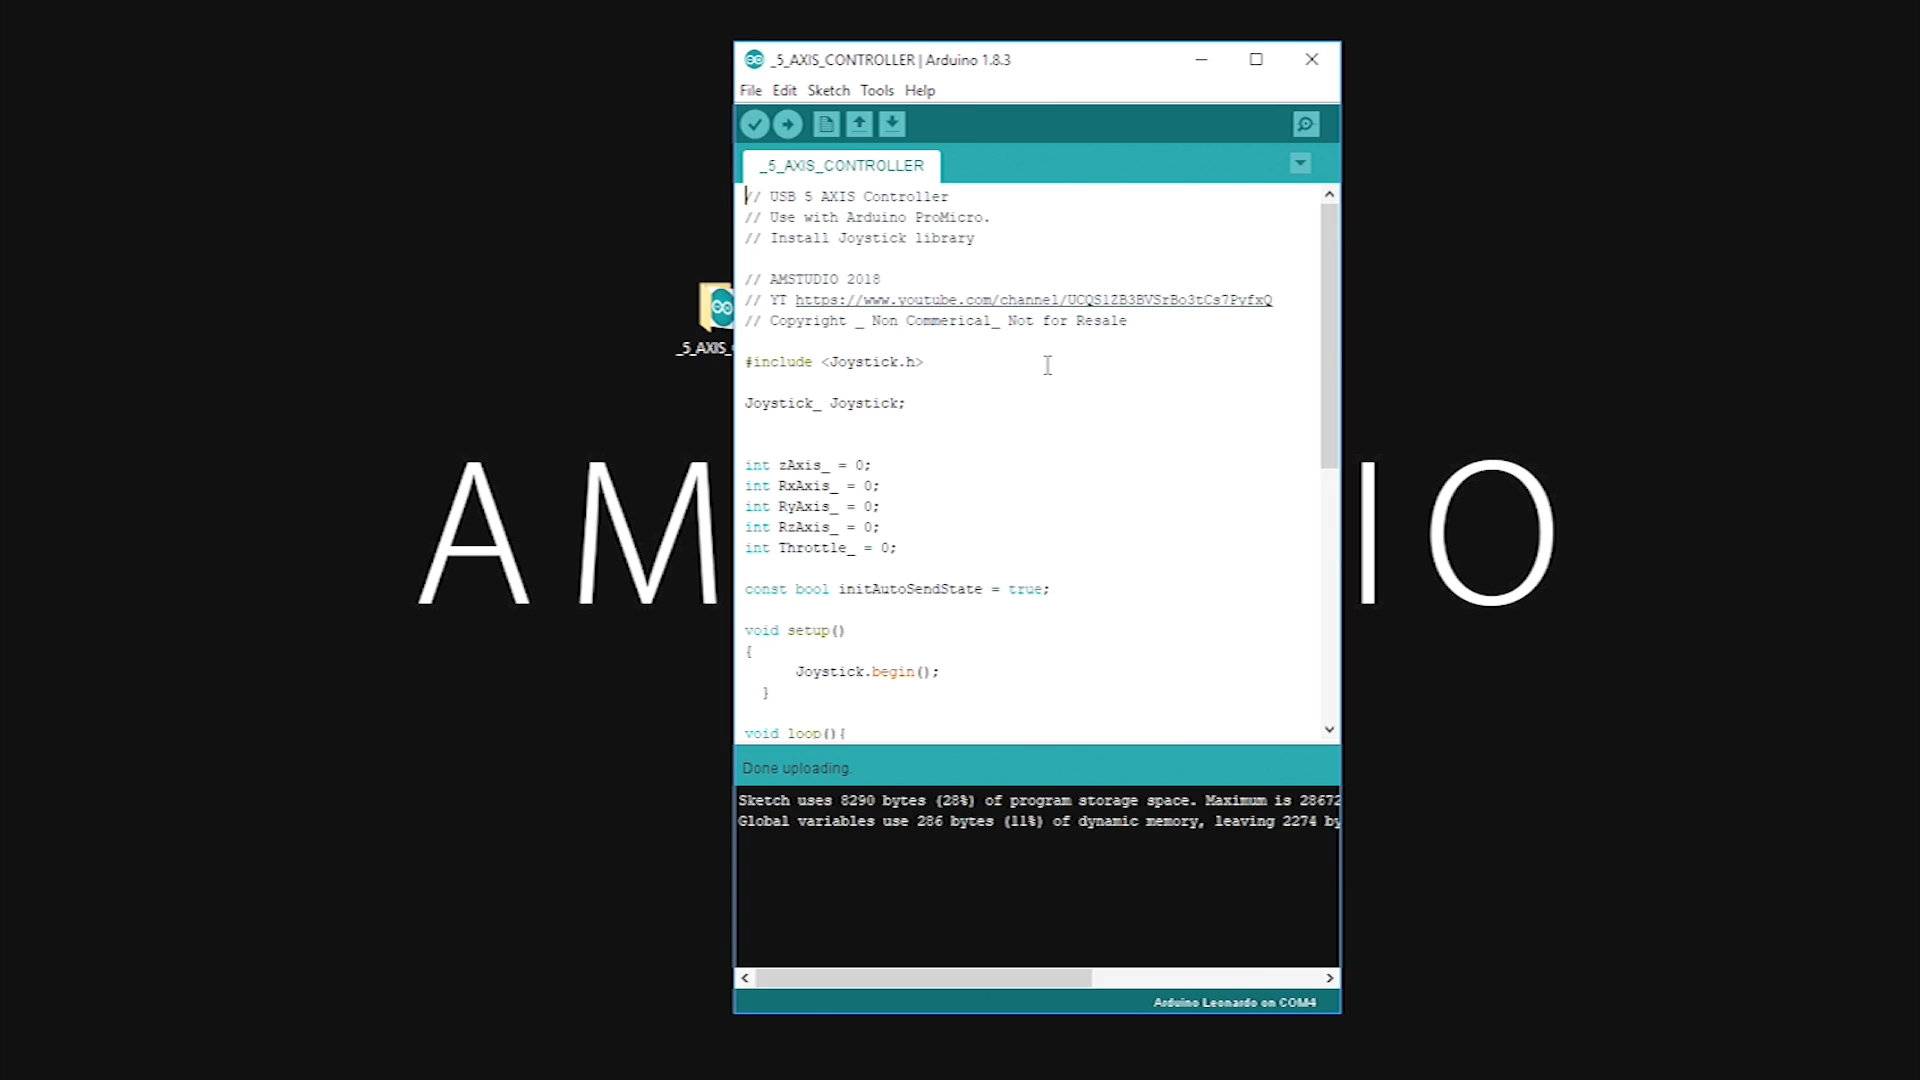 _5_AXIS_CONTROLLER | Arduino 1.8.3
File Edit Sketch Tools Help
_5_AXIS_CONTROLLER
// USB 5 AXIS Controller
// Use with Arduino ProMicro.
// Install Joystick library
// AMSTUDIO 2018
// YT https://www.youtube.com/channel/UCQS1ZB3BVSrBo3tCs7PyfxQ
// Copyright _ Non Commerical_ Not for Resale
#include <Joystick.h>
Joystick_ Joystick;
int zAxis_ = 0;
int RxAxis_ = 0;
int RyAxis_ = 0;
int RzAxis_ = 0;
int Throttle_ = 0;
const bool initAutoSendState = true;
void setup()
{
Joystick.begin();
}
void loop(){
Done uploading.
Sketch uses 8290 bytes (28%) of program storage space. Maximum is 28672
Global variables use 286 bytes (11%) of dynamic memory, leaving 2274 by
Arduino Leonardo on COM4
_5_AXIS_
AM IO